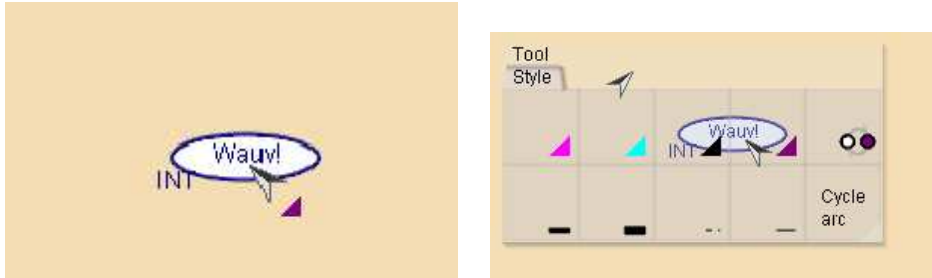 Wauv!
INT
Tool
Style
Wauv!
INT
Cycle
arc